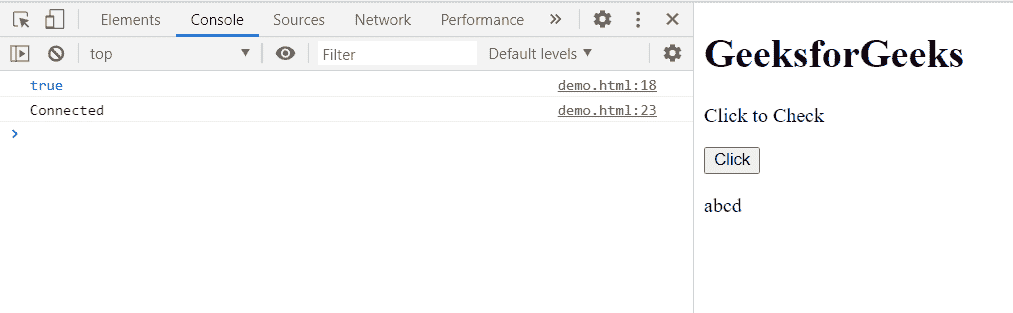 Elements Console Sources Network Performance »
top Filter Default levels
true demo.html:18
Connected demo.html:23
>
GeeksforGeeks
Click to Check
Click
abcd